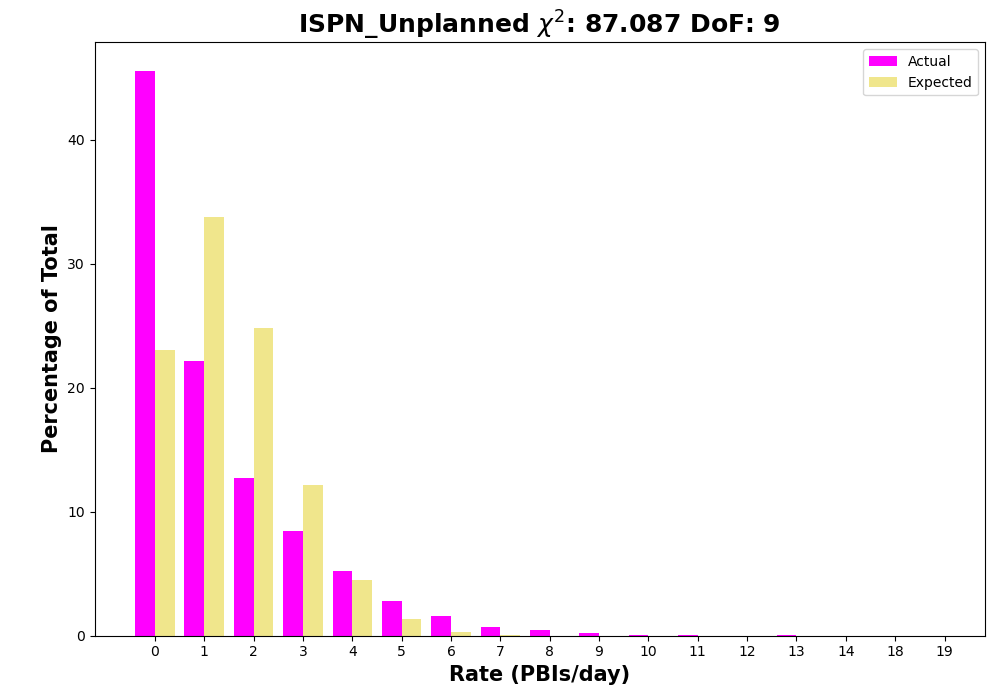 ISPN_Unplanned χ²: 87.087 DoF: 9
Actual
Expected
Percentage of Total
40
30
20
10
0
0 1 2 3 4 5 6 7 8 9 10 11 12 13 14 18 19
Rate (PBIs/day)